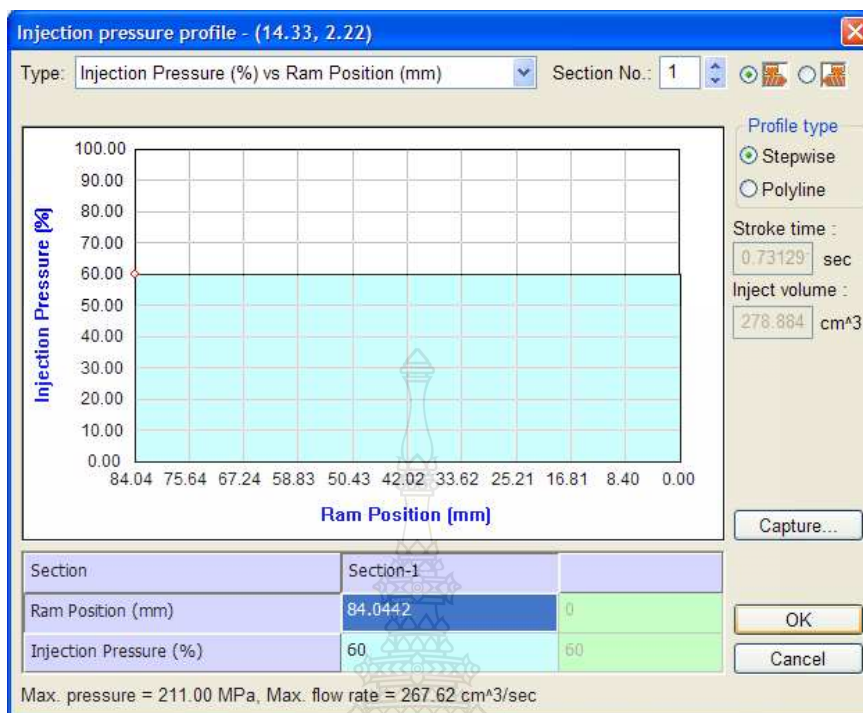 Injection pressure profile - (14.33, 2.22)
Type: Injection Pressure (%) vs Ram Position (mm) Section No.: 1
Profile type
Stepwise
Polyline
Stroke time :
0.73129 sec
Inject volume :
278.884 cm^3
Injection Pressure (%)
100.00
90.00
80.00
70.00
60.00
50.00
40.00
30.00
20.00
10.00
0.00
84.04 75.64 67.24 58.83 50.43 42.02 33.62 25.21 16.81 8.40 0.00
Ram Position (mm)
Capture...
Section Section-1
Ram Position (mm) 84.0442 0
Injection Pressure (%) 60 60
OK
Cancel
Max. pressure = 211.00 MPa, Max. flow rate = 267.62 cm^3/sec